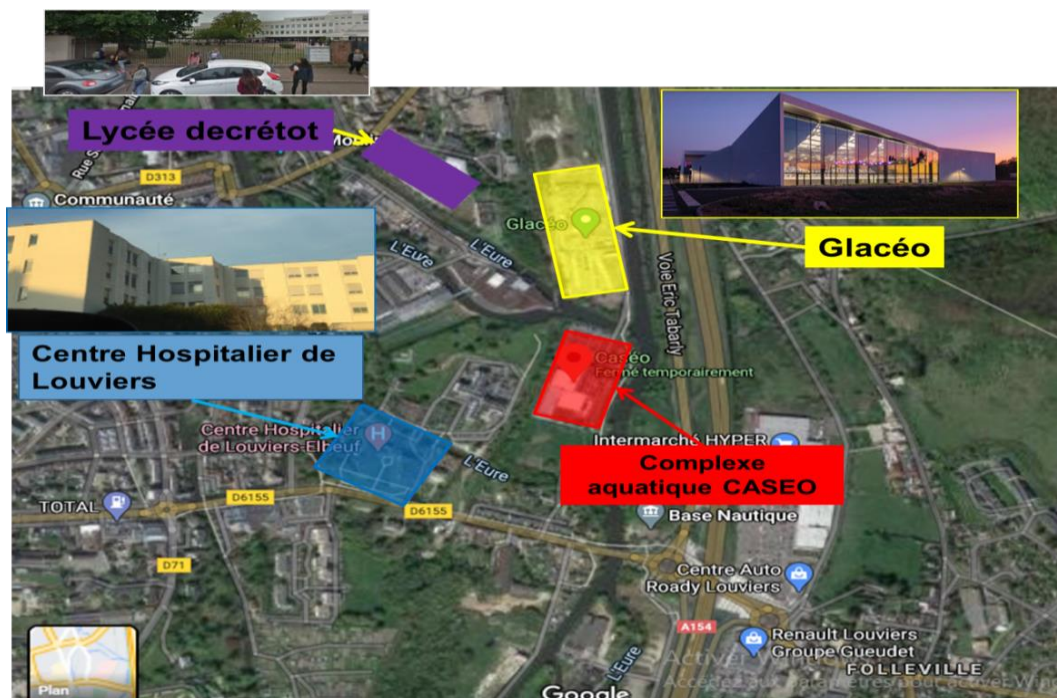 Lycée decrétot
D313
Communauté
Glacéo
Glacéo
L'Eure
L'Eure
Voie Eric Tabarly
Centre Hospitalier de
Louviers
Caséo
Fermé temporairement
Centre Hospitalier
de Louviers-Elbeuf
L'Eure
Intermarché HYPER
Complexe
aquatique CASEO
TOTAL
D6155
D6155
Base Nautique
D71
Centre Auto
Roady Louviers
A154
Renault Louviers
Groupe Gueudet
L'Eure
FOLLEVILLE
Plan
Google